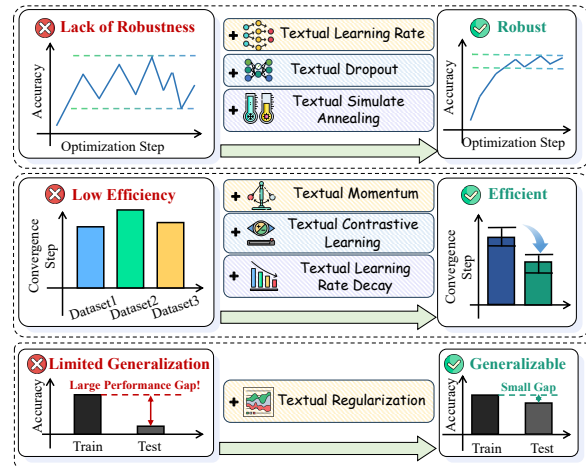 Lack of Robustness
Accuracy
Optimization Step
+ Textual Learning Rate
+ Textual Dropout
+ Textual Simulate
Annealing
Robust
Accuracy
Optimization Step
Low Efficiency
Convergence
Step
Dataset1
Dataset2
Dataset3
+ Textual Momentum
+ Textual Contrastive
Learning
+ Textual Learning
Rate Decay
Efficient
Convergence
Step
Limited Generalization
Large Performance Gap!
Accuracy
Train
Test
+ Textual Regularization
Generalizable
Small Gap
Accuracy
Train
Test